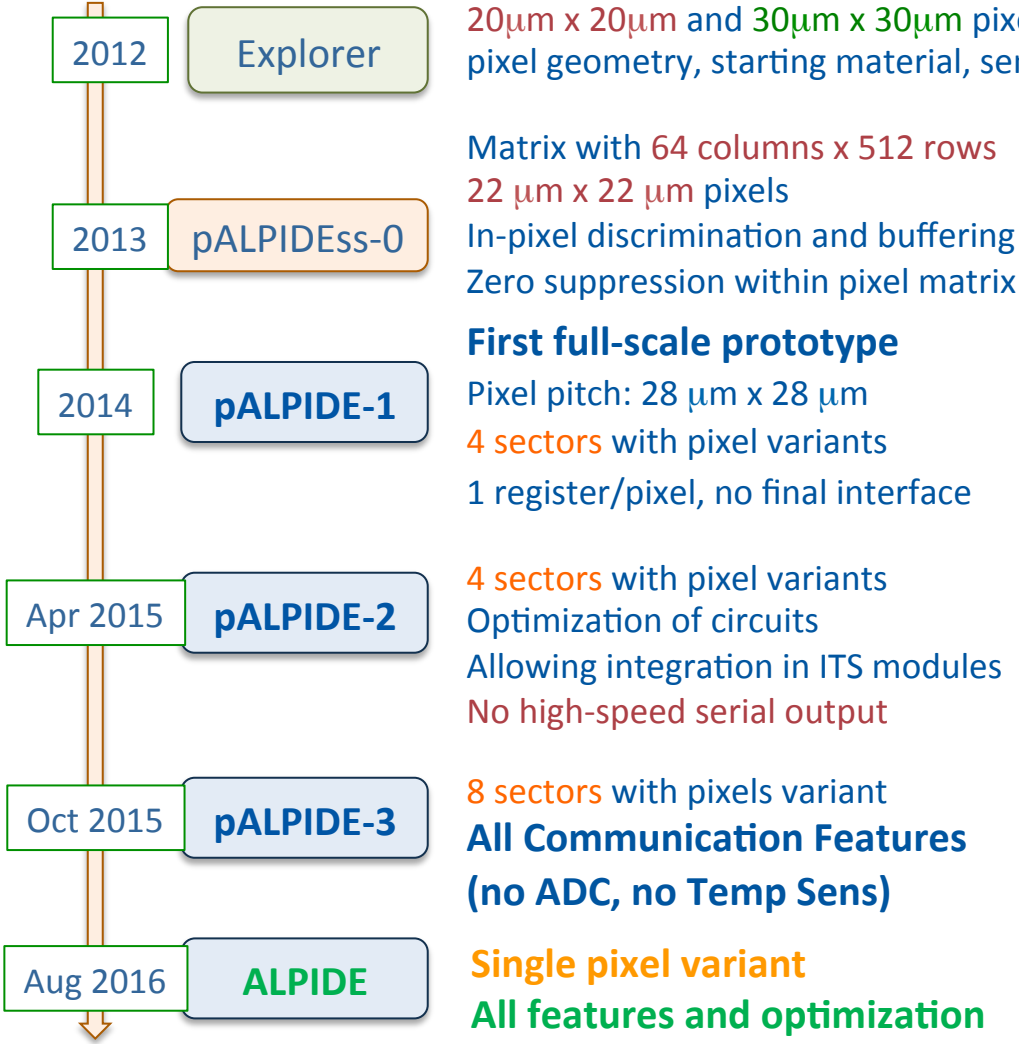 2012
Explorer
20µm x 20µm and 30µm x 30µm
pixel geometry, starting material,
Matrix with 64 columns x 512 rows
22 µm x 22 µm pixels
2013
pALPIDEss-0
In-pixel discrimination and buffering
Zero suppression within pixel matrix
First full-scale prototype
2014
pALPIDE-1
Pixel pitch: 28 µm x 28 µm
4 sectors with pixel variants
1 register/pixel, no final interface
4 sectors with pixel variants
Apr 2015
pALPIDE-2
Optimization of circuits
Allowing integration in ITS modules
No high-speed serial output
8 sectors with pixels variant
Oct 2015
pALPIDE-3
All Communication Features
(no ADC, no Temp Sens)
Aug 2016
ALPIDE
Single pixel variant
All features and optimization